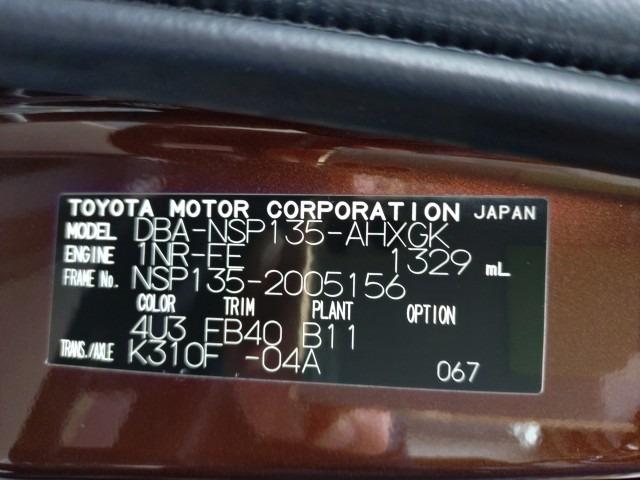 TOYOTA MOTOR CORPORATION JAPAN
MODEL DBA-NSP135-AHXGK
ENGINE 1NR-FE 1329 mL
FRAME No. NSP135-2005156
COLOR TRIM PLANT OPTION
4U3 FB40 B11
TRANS./AXLE K310F -04A
067